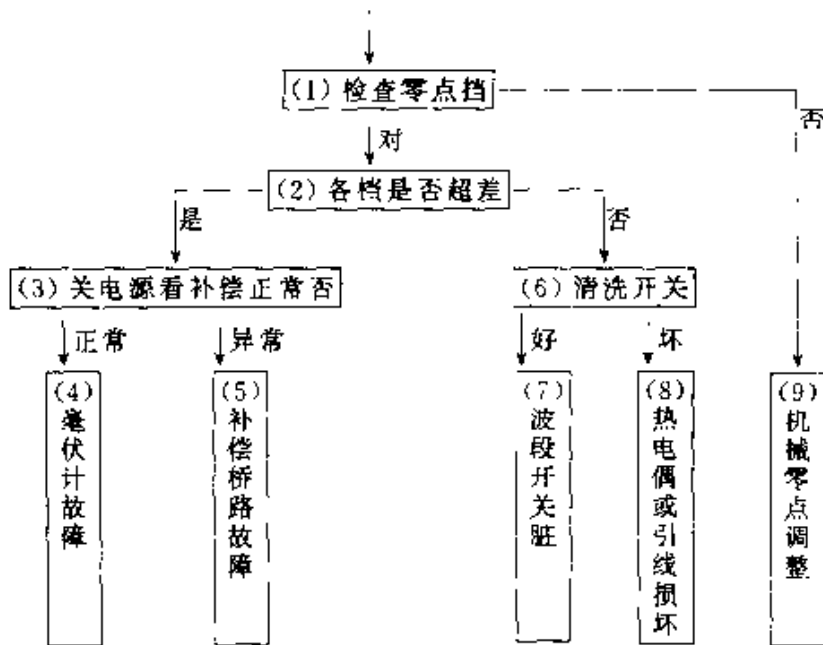 (1)检查零点挡
否
对
(2)各档是否超差
是
否
(3)关电源看补偿正常否
(6)清洗开关
正常
异常
好
坏
(4)毫伏计故障
(5)补偿桥路故障
(7)波段开关脏
(8)热电偶或引线损坏
(9)机械零点调整